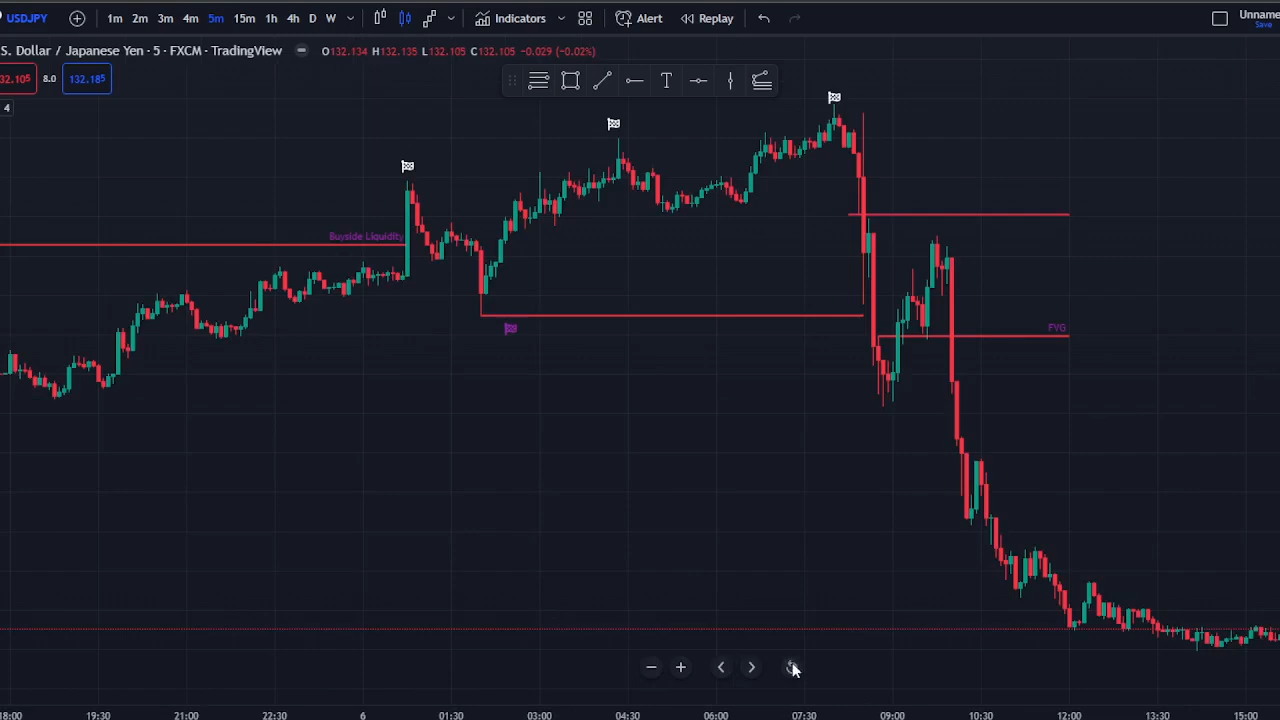 USDJPY 1m 2m 3m 4m 5m 15m 1h 4h D W Indicators Alert Replay Unname
Save
S. Dollar / Japanese Yen · 5 · FXCM · TradingView O132.134 H132.135 L132.105 C132.105 -0.029 (-0.02%)
32.105 8.0 132.185
4
Buyside Liquidity
FVG
18:00 19:30 21:00 22:30 6 01:30 03:00 04:30 06:00 07:30 09:00 10:30 12:00 13:30 15:00